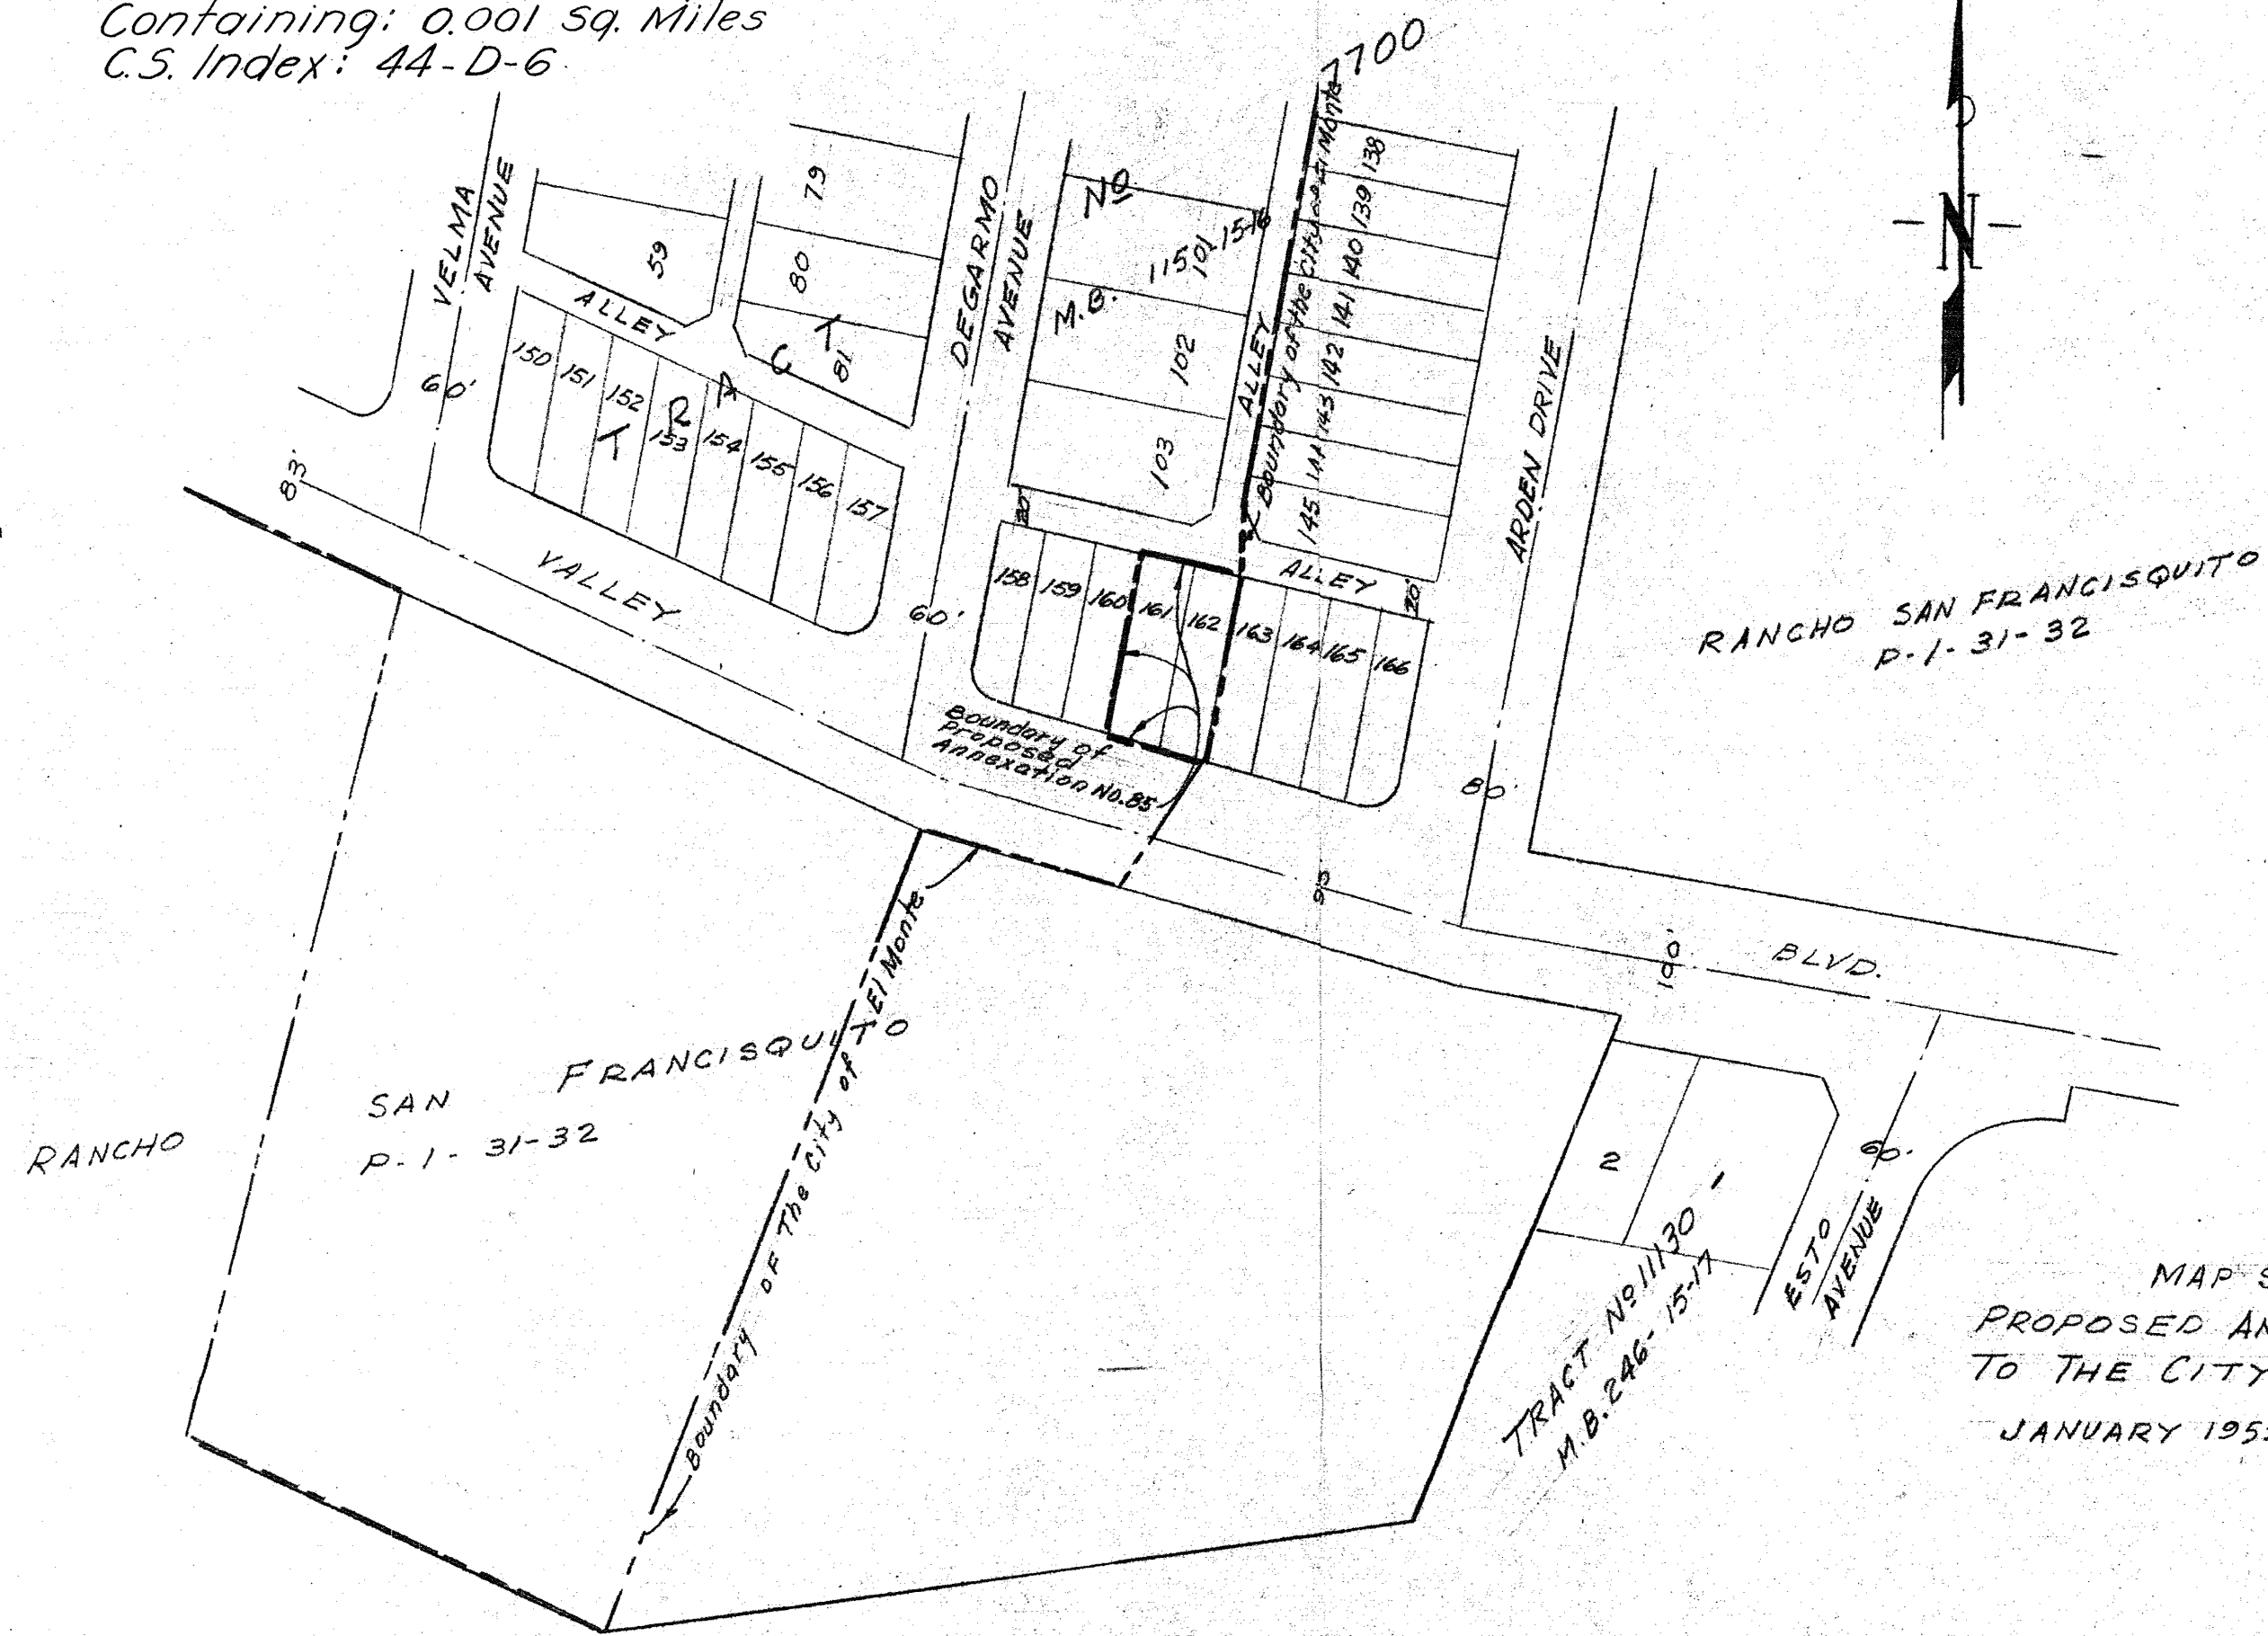 Containing: 0.001 Sq. Miles
C.S. Index: 44-D-6
7700
N
VELMA
AVENUE
59
79
80
81
DEGARMO
AVENUE
Nº
M.B. 115-15-16
101
102
103
ALLEY
Boundary of the City of El Monte
138
139
140
141
142
143
144
145
ARDEN DRIVE
ALLEY
TRACT
60'
83'
150
151
152
153
154
155
156
157
VALLEY
60'
20'
158
159
160
161
162
163
164
165
166
ALLEY
20'
RANCHO SAN FRANCISQUITO
P-1-31-32
Boundary of
Proposed
Annexation No.85
80'
95'
100'
BLVD.
RANCHO
SAN FRANCISQUITO
P-1-31-32
Boundary OF The City of El Monte
2
1
60'
ESTO
AVENUE
TRACT Nº 11130
M.B. 246-15-17
MAP S
PROPOSED AN
TO THE CITY
JANUARY 195